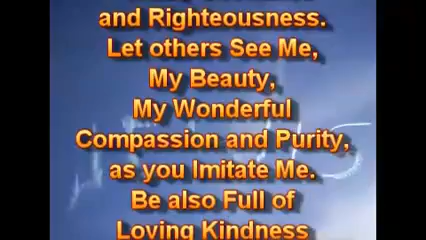 and Righteousness.
Let others See Me,
My Beauty,
My Wonderful
Compassion and Purity,
as you Imitate Me.
Be also Full of
Loving Kindness